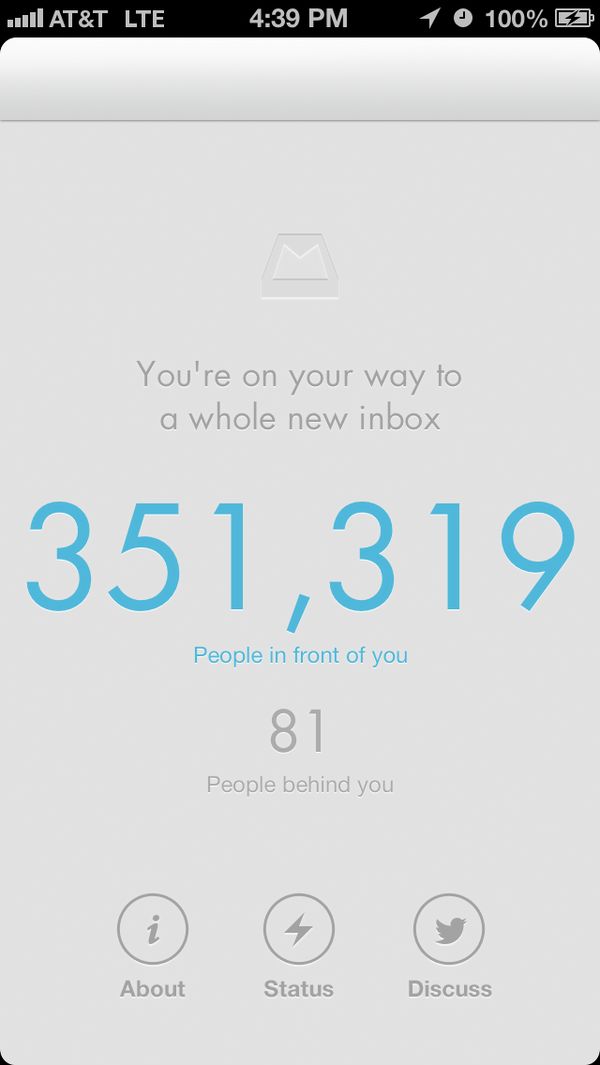 AT&T LTE 4:39 PM 100%
You're on your way to
a whole new inbox
351,319
People in front of you
81
People behind you
i
About Status Discuss